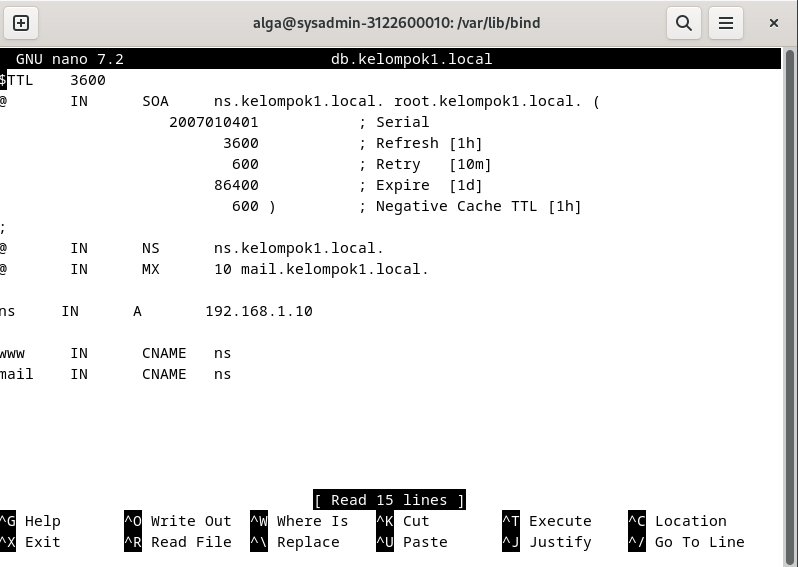 alga@sysadmin-3122600010: /var/lib/bind
GNU nano 7.2 db.kelompok1.local
$TTL 3600
@ IN SOA ns.kelompok1.local. root.kelompok1.local. (
2007010401 ; Serial
3600 ; Refresh [1h]
600 ; Retry [10m]
86400 ; Expire [1d]
600 ) ; Negative Cache TTL [1h]
;
@ IN NS ns.kelompok1.local.
@ IN MX 10 mail.kelompok1.local.
ns IN A 192.168.1.10
www IN CNAME ns
mail IN CNAME ns
[ Read 15 lines ]
^G Help ^O Write Out ^W Where Is ^K Cut ^T Execute ^C Location
^X Exit ^R Read File ^\ Replace ^U Paste ^J Justify ^/ Go To Line